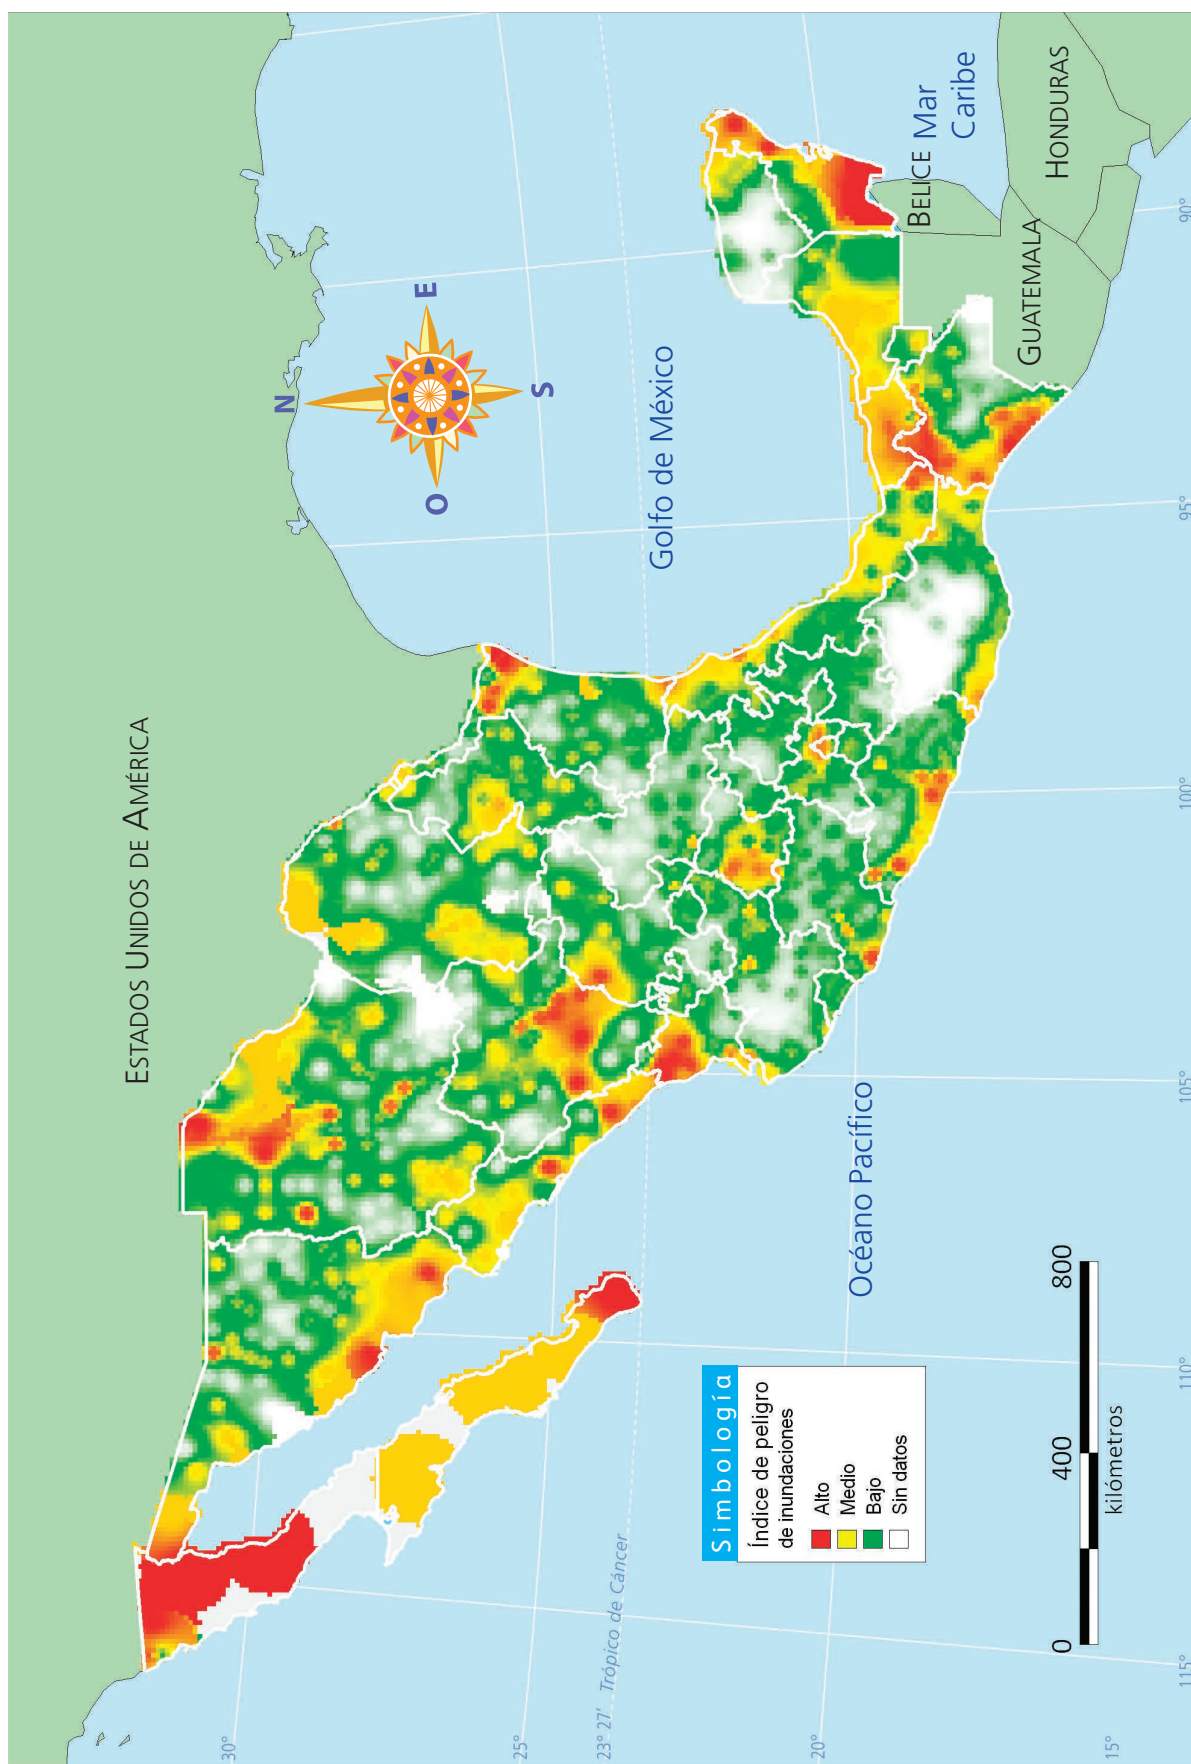 ESTADOS UNIDOS DE AMÉRICA
N
E
S
O
Golfo de México
Mar
Caribe
BELICE
GUATEMALA
HONDURAS
Océano Pacífico
30°
25°
23° 27' Trópico de Cáncer
20°
15°
115°
110°
105°
100°
95°
90°
Simbología
Índice de peligro
de inundaciones
Alto
Medio
Bajo
Sin datos
0
400
800
kilómetros